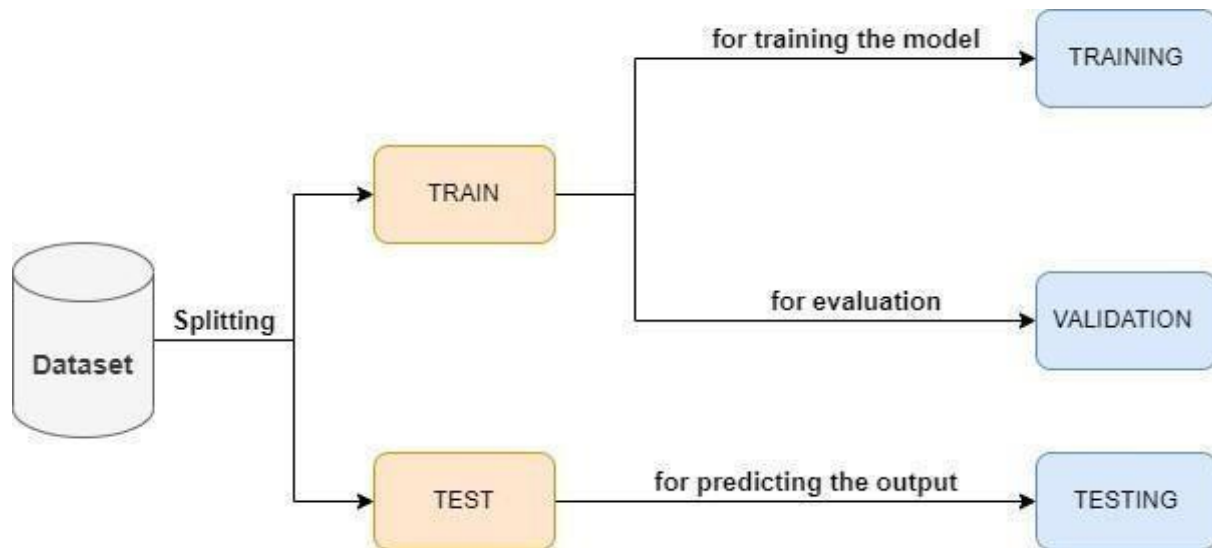 for training the model
TRAINING
TRAIN
Splitting
Dataset
for evaluation
VALIDATION
TEST
for predicting the output
TESTING